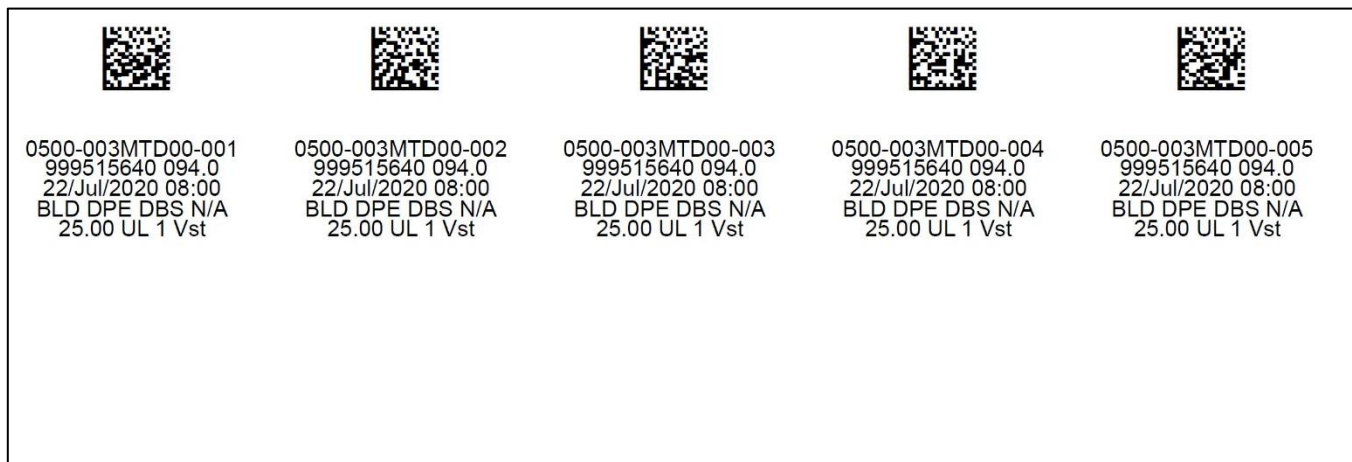 0500-003MTD00-001
999515640 094.0
22/Jul/2020 08:00
BLD DPE DBS N/A
25.00 UL 1 Vst
0500-003MTD00-002
999515640 094.0
22/Jul/2020 08:00
BLD DPE DBS N/A
25.00 UL 1 Vst
0500-003MTD00-003
999515640 094.0
22/Jul/2020 08:00
BLD DPE DBS N/A
25.00 UL 1 Vst
0500-003MTD00-004
999515640 094.0
22/Jul/2020 08:00
BLD DPE DBS N/A
25.00 UL 1 Vst
0500-003MTD00-005
999515640 094.0
22/Jul/2020 08:00
BLD DPE DBS N/A
25.00 UL 1 Vst